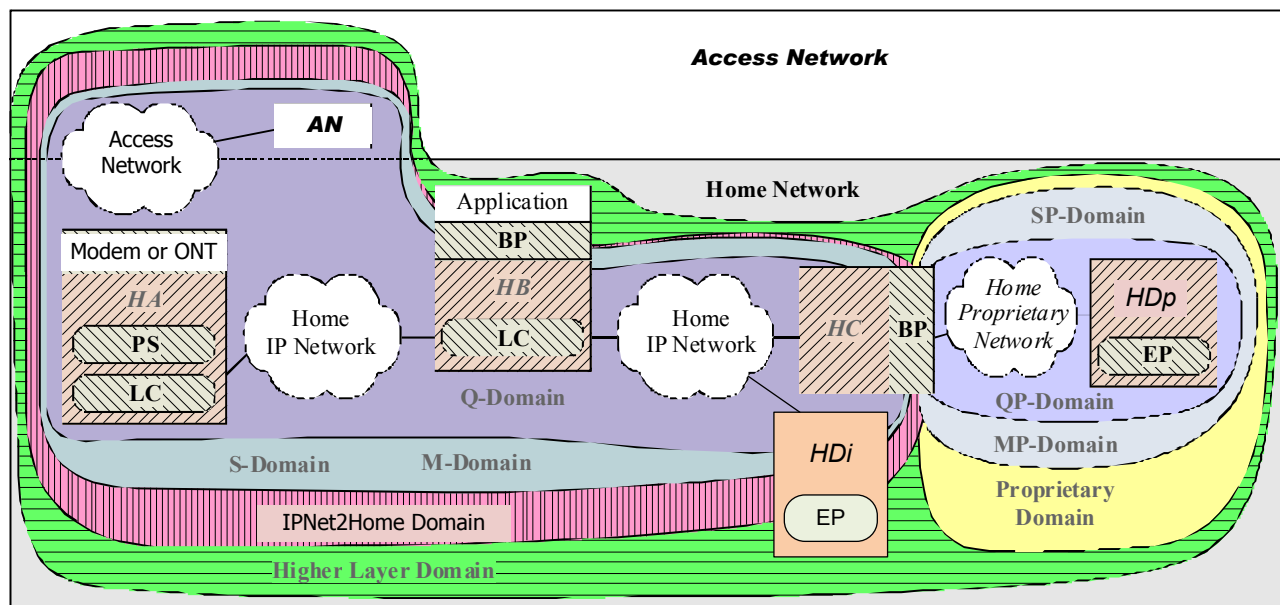 Access Network
AN
Access
Network
Home Network
Application
BP
SP-Domain
Modem or ONT
HA
PS
LC
Home
IP Network
HB
LC
Home
IP Network
HC
BP
Home
Proprietary
Network
HDp
EP
Q-Domain
QP-Domain
MP-Domain
S-Domain
M-Domain
HDi
EP
Proprietary
Domain
IPNet2Home Domain
Higher Layer Domain